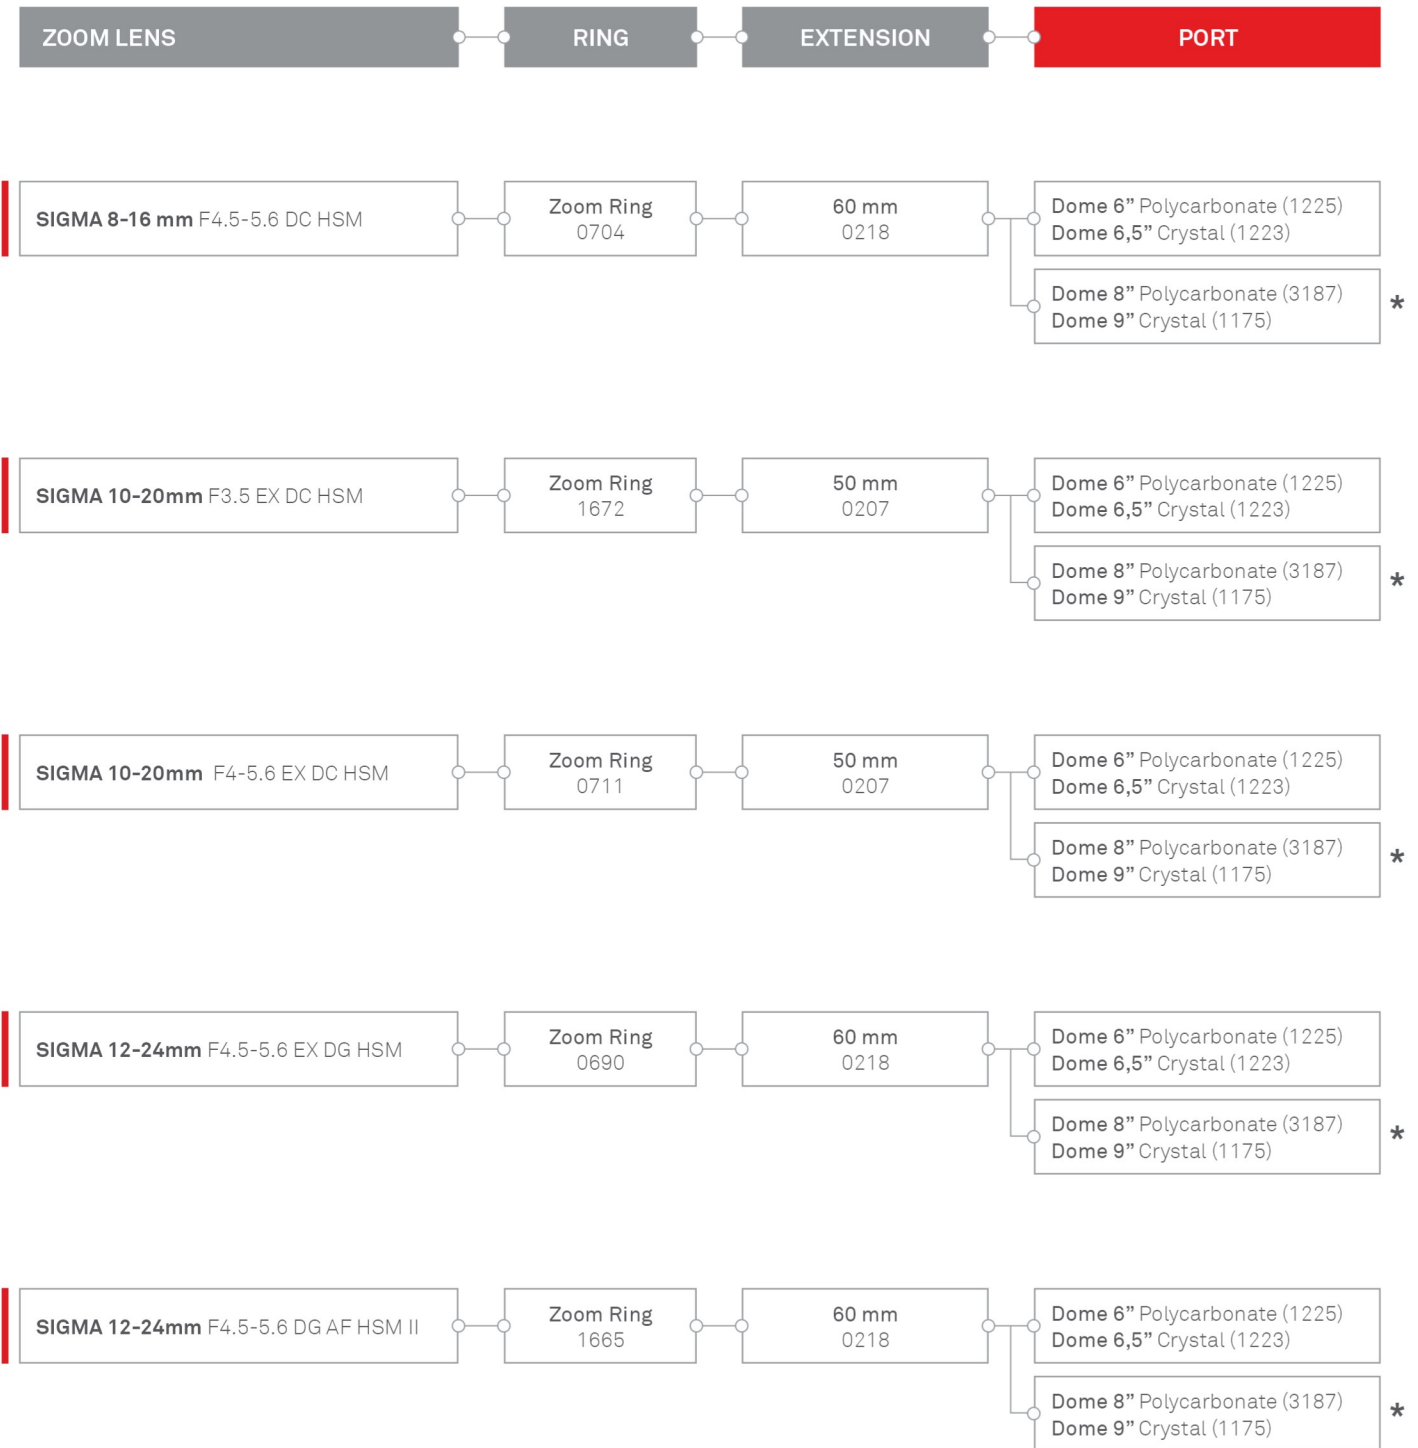 ZOOM LENS RING EXTENSION PORT
SIGMA 8-16 mm F4.5-5.6 DC HSM
Zoom Ring
0704
60 mm
0218
Dome 6” Polycarbonate (1225)
Dome 6,5” Crystal (1223)
Dome 8” Polycarbonate (3187)
Dome 9” Crystal (1175)
*
SIGMA 10-20mm F3.5 EX DC HSM
Zoom Ring
1672
50 mm
0207
Dome 6” Polycarbonate (1225)
Dome 6,5” Crystal (1223)
Dome 8” Polycarbonate (3187)
Dome 9” Crystal (1175)
*
SIGMA 10-20mm F4-5.6 EX DC HSM
Zoom Ring
0711
50 mm
0207
Dome 6” Polycarbonate (1225)
Dome 6,5” Crystal (1223)
Dome 8” Polycarbonate (3187)
Dome 9” Crystal (1175)
*
SIGMA 12-24mm F4.5-5.6 EX DG HSM
Zoom Ring
0690
60 mm
0218
Dome 6” Polycarbonate (1225)
Dome 6,5” Crystal (1223)
Dome 8” Polycarbonate (3187)
Dome 9” Crystal (1175)
*
SIGMA 12-24mm F4.5-5.6 DG AF HSM II
Zoom Ring
1665
60 mm
0218
Dome 6” Polycarbonate (1225)
Dome 6,5” Crystal (1223)
Dome 8” Polycarbonate (3187)
Dome 9” Crystal (1175)
*